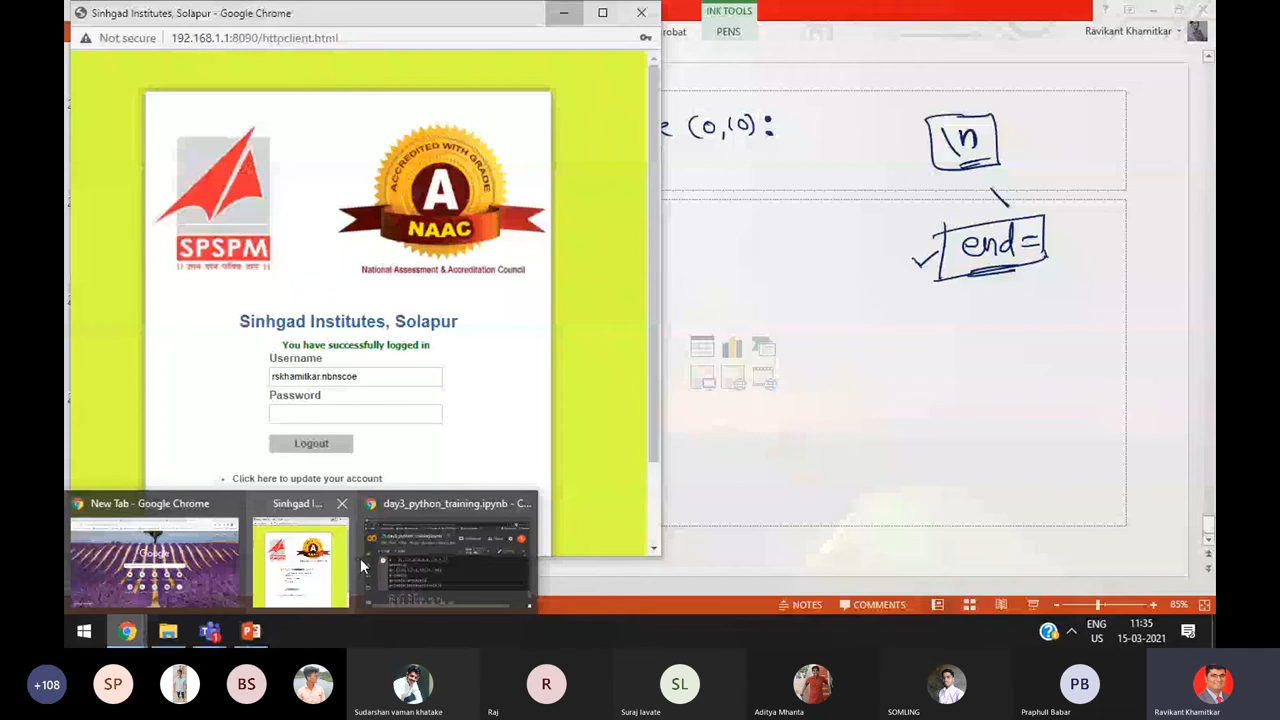 Sinhgad Institutes, Solapur - Google Chrome
Not secure 192.168.1.1:8090/httpclient.html
INK TOOLS
PENS
Ravikant Khamitkar
SPSPM
ACCREDITED WITH GRADE
A
NAAC
National Assessment & Accreditation Council
Sinhgad Institutes, Solapur
You have successfully logged in
Username
rskhamitkar.nbnscoe
Password
Logout
Click here to update your account
(0,10):
\n
end=
New Tab - Google Chrome
Sinhgad I...
day3_python_training.ipynb - C...
Google
NOTES
COMMENTS
85%
ENG
US
11:35
15-03-2021
+108
SP
BS
Sudarshan vaman khatake
R
Raj
SL
Suraj lavate
Aditya Mhanta
SOMLING
PB
Praphull Babar
Ravikant Khamitkar